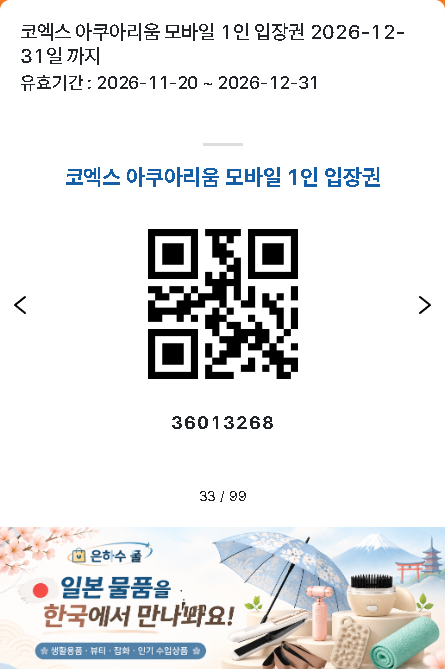 코엑스 아쿠아리움 모바일 1인 입장권 2026-12-
31일 까지
유효기간 : 2026-11-20 ~ 2026-12-31
코엑스 아쿠아리움 모바일 1인 입장권
36013268
33 / 99
은하수 몰
일본 물품을
한국에서 만나봐요!
생활용품 · 뷰티 · 잡화 · 인기 수입상품